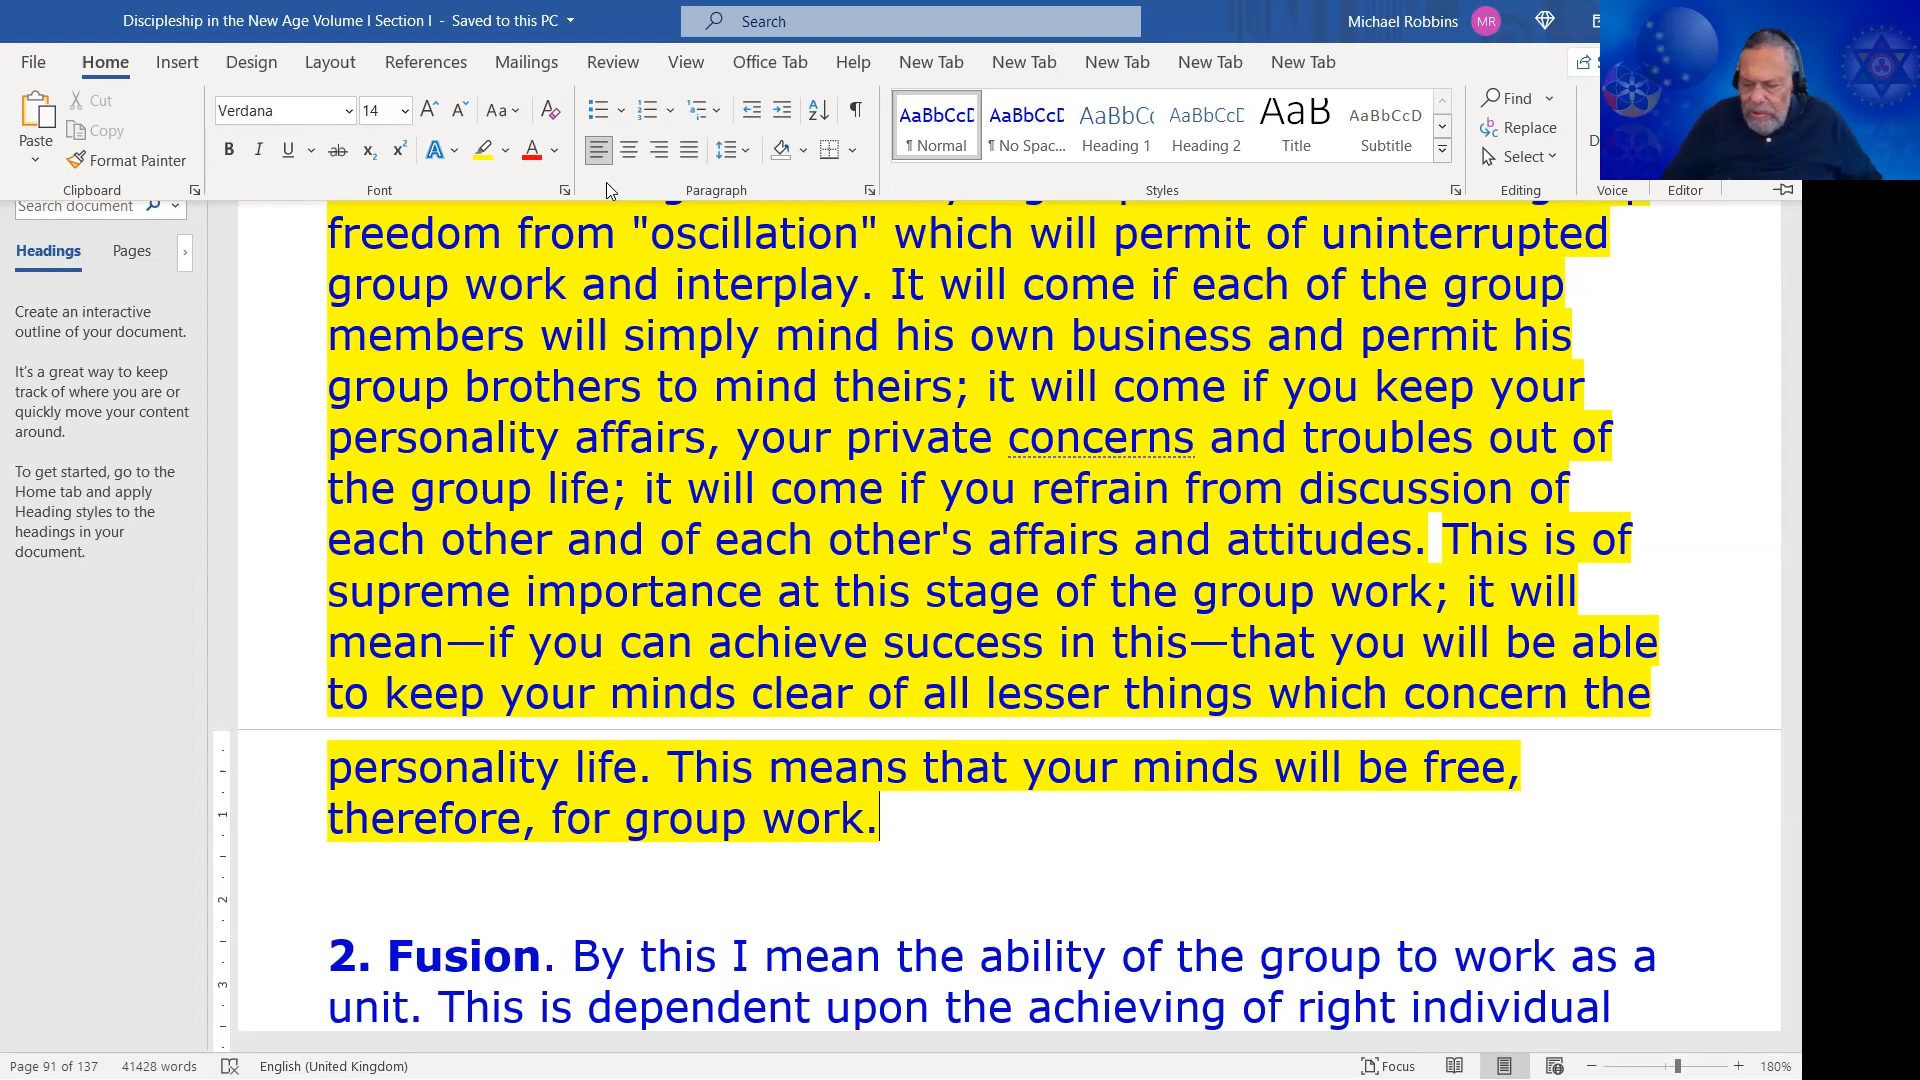 Discipleship in the New Age Volume I Section I - Saved to this PC
Search
Michael Robbins
MR
File Home Insert Design Layout References Mailings Review View Office Tab Help New Tab New Tab New Tab New Tab New Tab
Paste
Cut
Copy
Format Painter
Clipboard
Verdana 14
Font
Paragraph
AaBbCcD AaBbCcD AaBbCc AaBbCcD AaB AaBbCcD
¶ Normal ¶ No Spac... Heading 1 Heading 2 Title Subtitle
Styles
Find
Replace
Select
Editing
Voice
Editor
Search document
Headings Pages
Create an interactive
outline of your document.
It's a great way to keep
track of where you are or
quickly move your content
around.
To get started, go to the
Home tab and apply
Heading styles to the
headings in your
document.
freedom from "oscillation" which will permit of uninterrupted
group work and interplay. It will come if each of the group
members will simply mind his own business and permit his
group brothers to mind theirs; it will come if you keep your
personality affairs, your private concerns and troubles out of
the group life; it will come if you refrain from discussion of
each other and of each other's affairs and attitudes. This is of
supreme importance at this stage of the group work; it will
mean—if you can achieve success in this—that you will be able
to keep your minds clear of all lesser things which concern the
personality life. This means that your minds will be free,
therefore, for group work.
2. Fusion. By this I mean the ability of the group to work as a
unit. This is dependent upon the achieving of right individual
Page 91 of 137 41428 words English (United Kingdom) Focus 180%